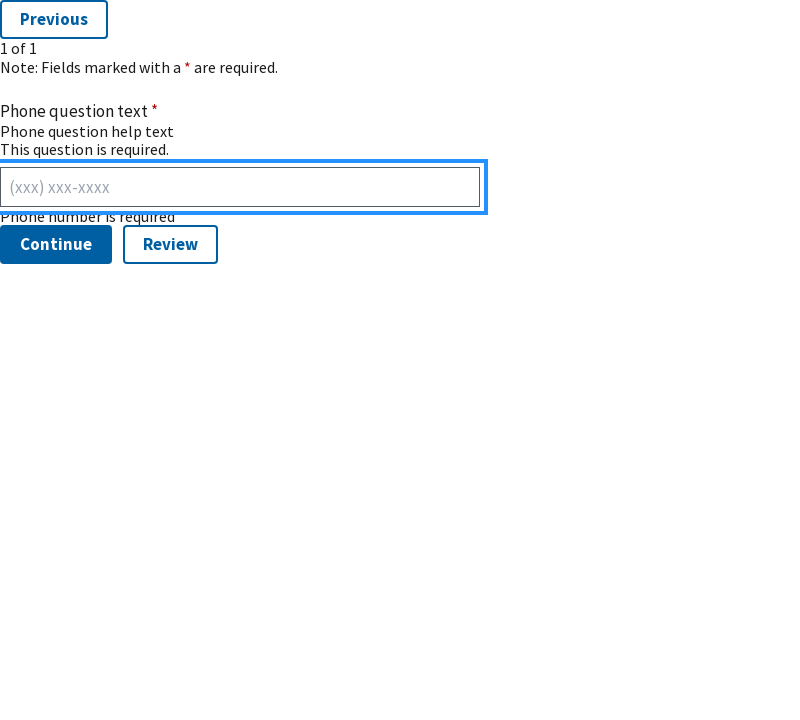 Previous
1 of 1
Note: Fields marked with a * are required.
Phone question text *
Phone question help text
This question is required.
(xxx) xxx-xxxx
Phone number is required
Continue
Review